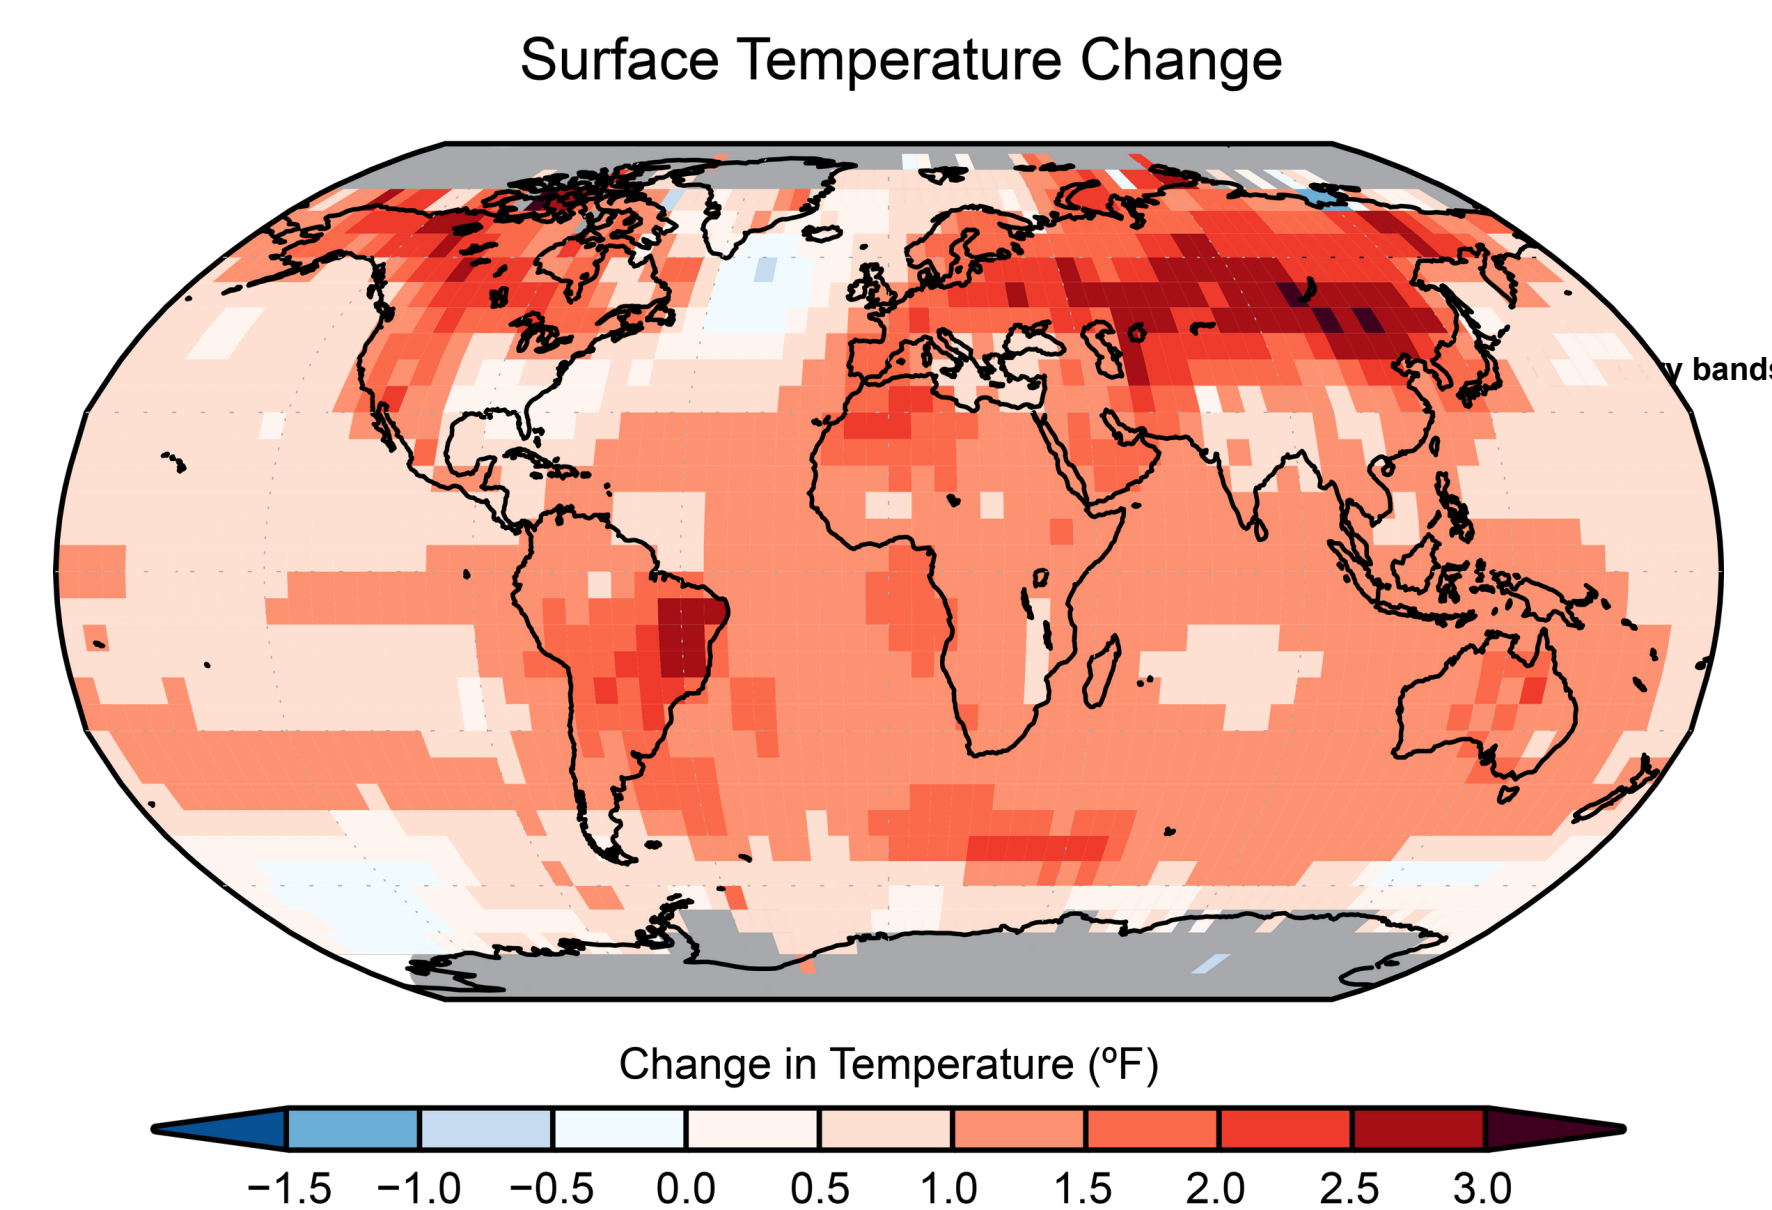 Surface Temperature Change
bands
Change in Temperature (ºF)
−1.5 −1.0 −0.5 0.0 0.5 1.0 1.5 2.0 2.5 3.0